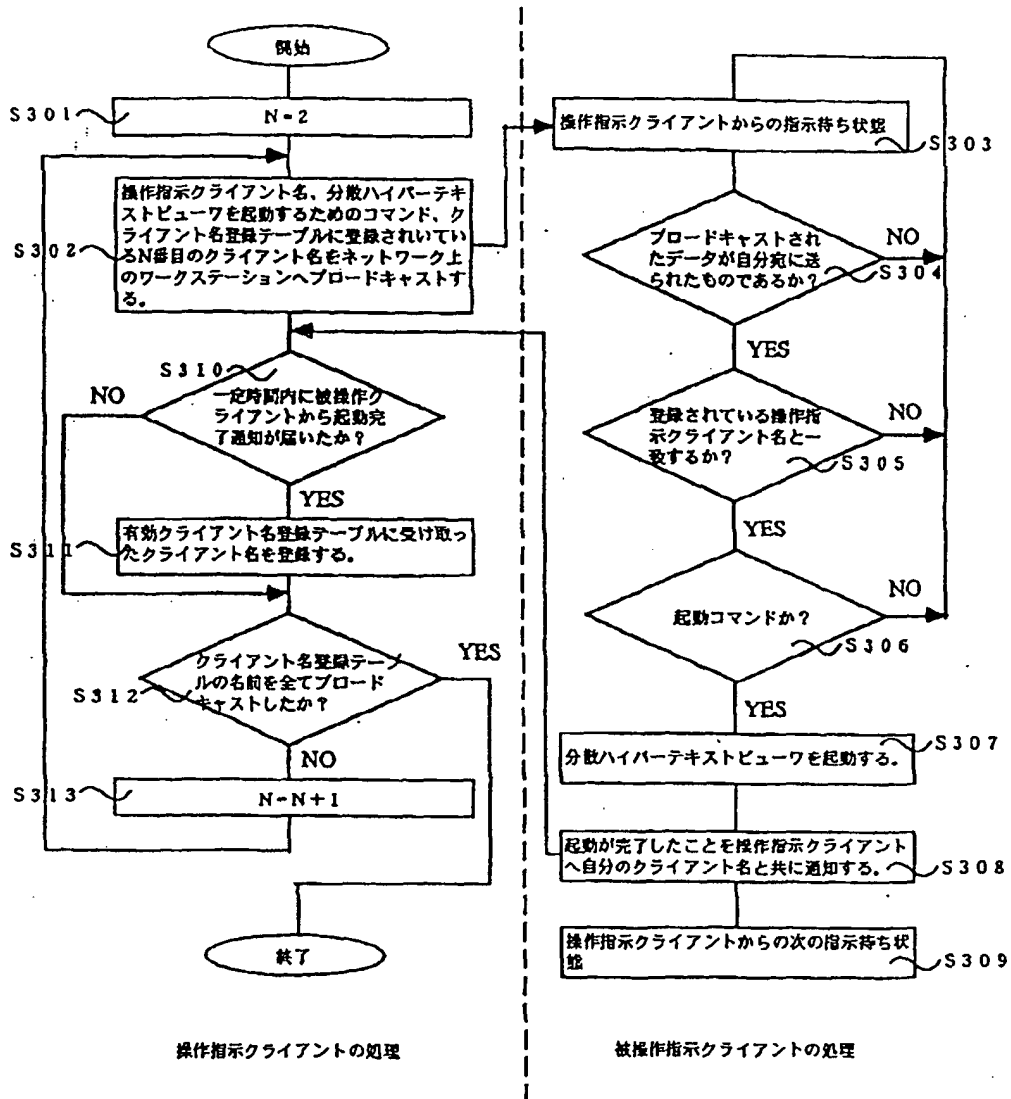 開始
S301
N=2
S302
操作指示クライアント名、分散ハイパーテキ
ストビューワを起動するためのコマンド、ク
ライアント名登録テーブルに登録されいてい
るN番目のクライアント名をネットワーク上
のワークステーションへブロードキャストす
る。
S310
一定時間内に被操作ク
ライアントから起動完
了通知が届いたか?
NO
YES
S311
有効クライアント名登録テーブルに受け取っ
たクライアント名を登録する。
S312
クライアント名登録テーブ
ルの名前を全てブロード
キャストしたか?
YES
NO
S313
N=N+1
終了
操作指示クライアントの処理
操作指示クライアントからの指示待ち状態
S303
ブロードキャストされ
たデータが自分宛に送
られたものであるか?
NO
S304
YES
登録されている操作指
示クライアント名と一
致するか?
NO
S305
YES
起動コマンドか?
NO
S306
YES
分散ハイパーテキストビューワを起動する。
S307
起動が完了したことを操作指示クライアント
へ自分のクライアント名と共に通知する。
S308
操作指示クライアントからの次の指示待ち状
態
S309
被操作指示クライアントの処理